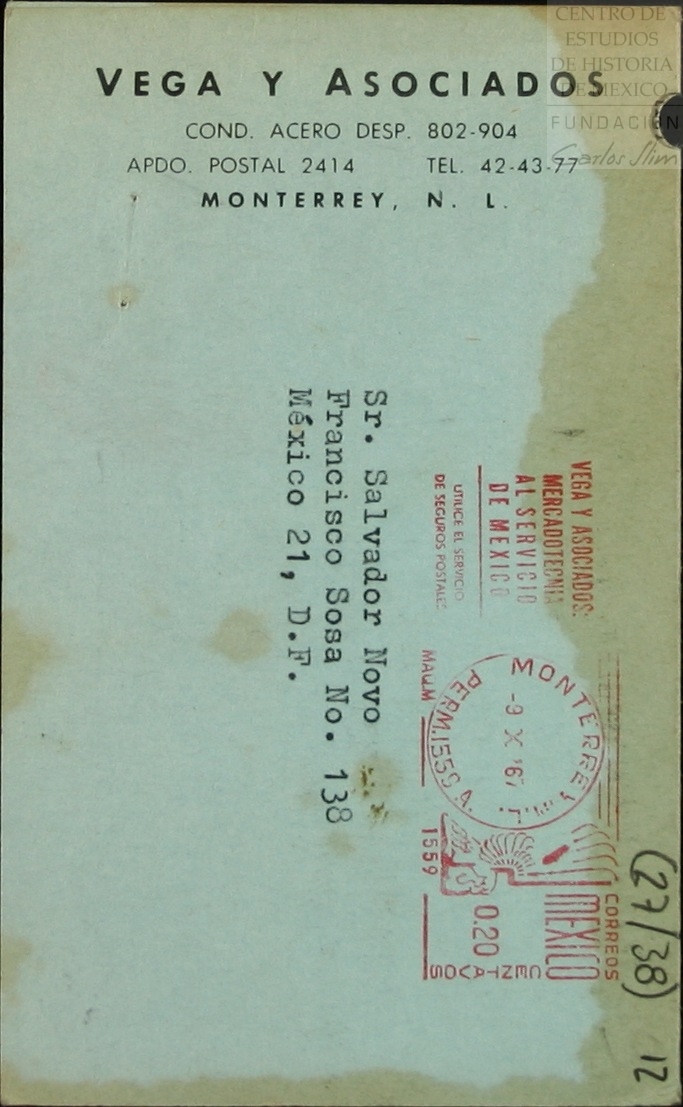 CENTRO DE
ESTUDIOS
DE HISTORIA
DE MEXICO
FUNDACIÓN
Carlos Slim
VEGA Y ASOCIADOS
COND. ACERO DESP. 802-904
APDO. POSTAL 2414 TEL. 42-43-77
MONTERREY, N. L.
VEGA Y ASOCIADOS:
MERCADOTECNIA
AL SERVICIO
DE MEXICO
UTILICE EL SERVICIO
DE SEGUROS POSTALES
MONTERREY
-9 X '67
PERM.1559 A.
MAUM
1559
CORREOS
MEXICO
0.20
CENTAVOS
Sr. Salvador Novo
Francisco Sosa No. 138
México 21, D.F.
(27/38) 12